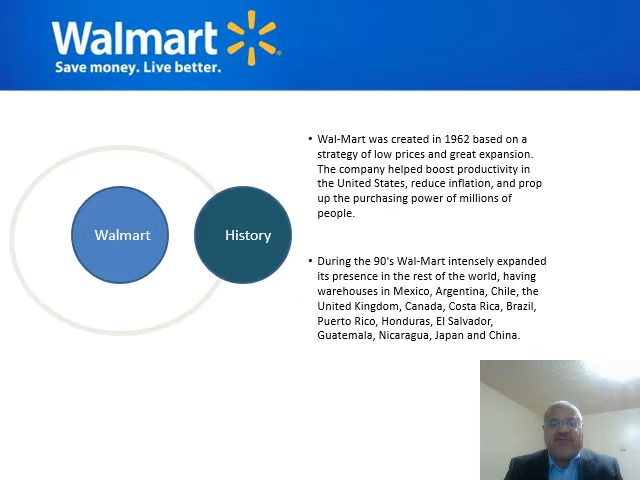 Walmart
Save money. Live better.
• Wal-Mart was created in 1962 based on a
strategy of low prices and great expansion.
The company helped boost productivity in
the United States, reduce inflation, and prop
up the purchasing power of millions of
people.
Walmart
History
• During the 90's Wal-Mart intensely expanded
its presence in the rest of the world, having
warehouses in Mexico, Argentina, Chile, the
United Kingdom, Canada, Costa Rica, Brazil,
Puerto Rico, Honduras, El Salvador,
Guatemala, Nicaragua, Japan and China.